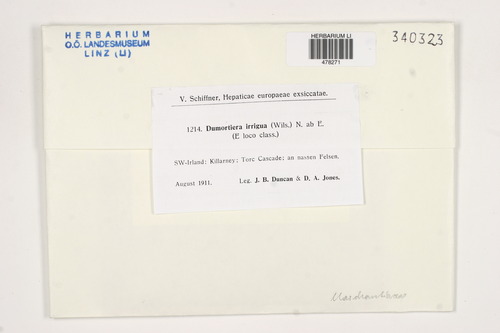 HERBARIUM
O.Ö. LANDESMUSEUM
LINZ (LI)
HERBARIUM LI
478271
340323
V. Schiffner, Hepaticae europaeae exsiccatae.
1214. Dumortiera irrigua (Wils.) N. ab E.
(E loco class.)
SW-Irland: Killarney: Torc Cascade; an nassen Felsen.
August 1911. Leg. J. B. Duncan & D. A. Jones.